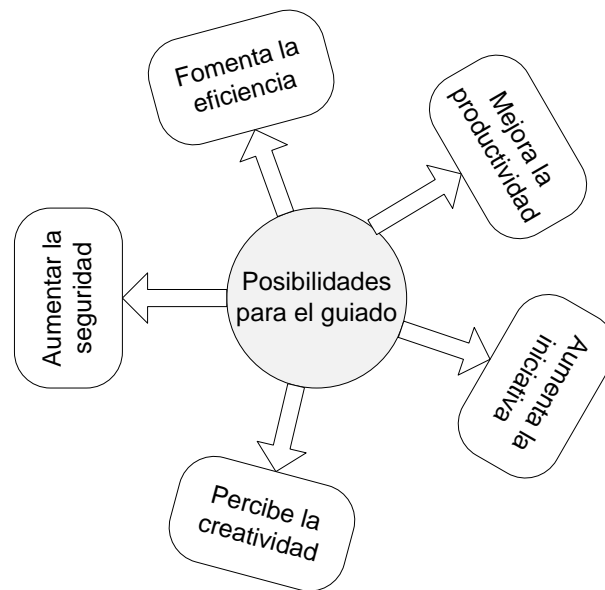 Fomenta la
eficiencia
Mejora la
productividad
Aumentar la
seguridad
Posibilidades
para el guiado
Aumenta la
iniciativa
Percibe la
creatividad